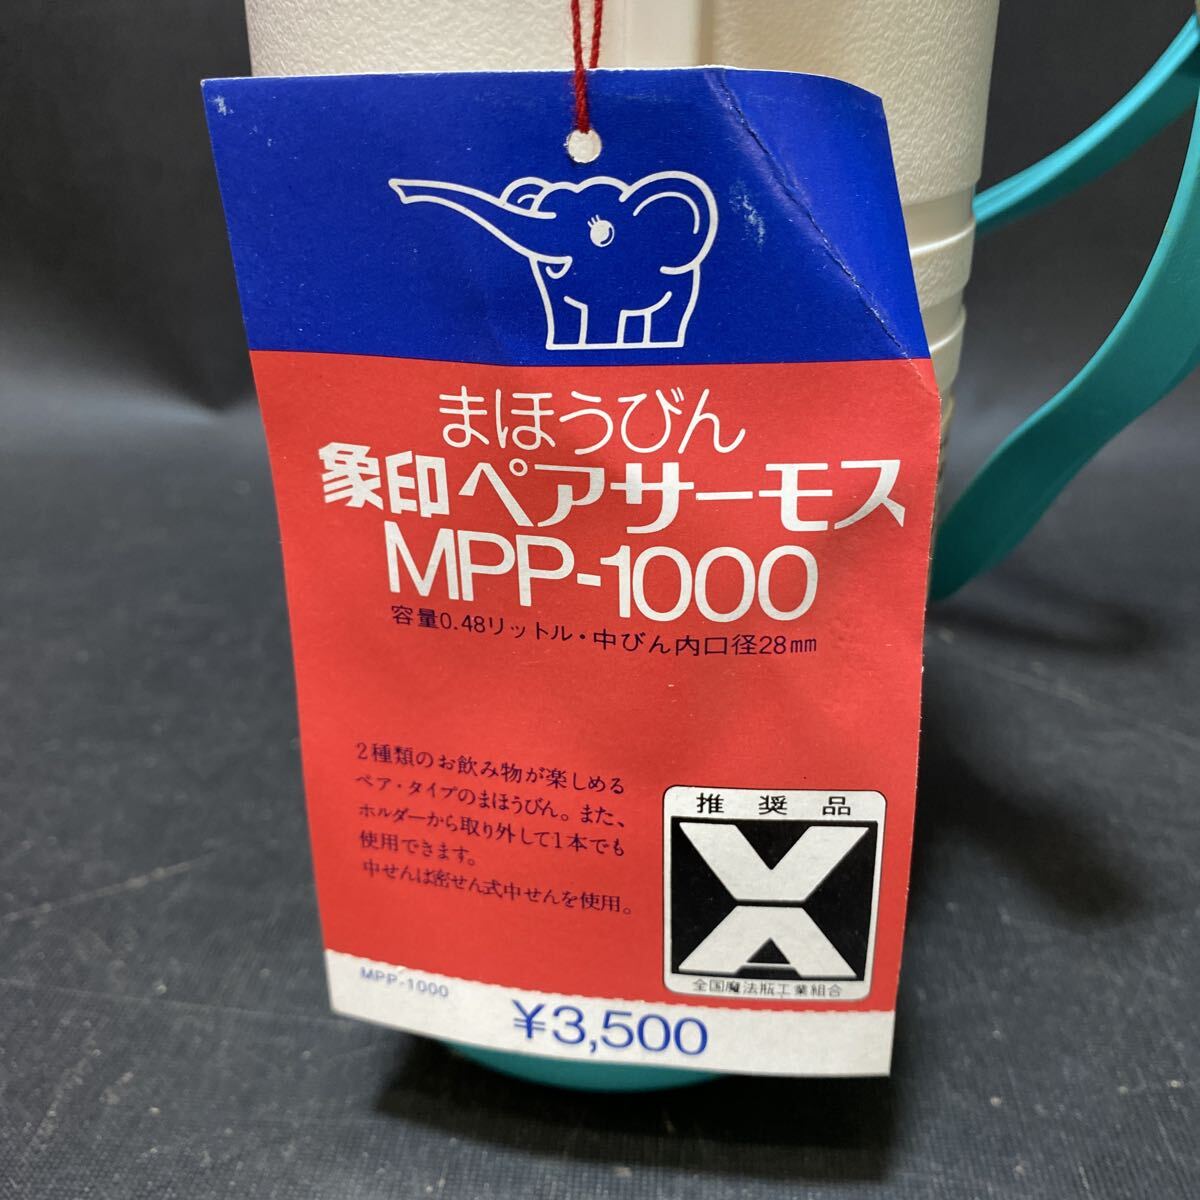 まほうびん
象印ペアサーモス
MPP-1000
容量0.48リットル・中びん内口径28mm
2種類のお飲み物が楽しめる
ペア・タイプのまほうびん。また、
ホルダーから取り外して1本でも
使用できます。
中せんは密せん式中せんを使用。
推奨品
VA
全国魔法瓶工業組合
MPP-1000
¥3,500